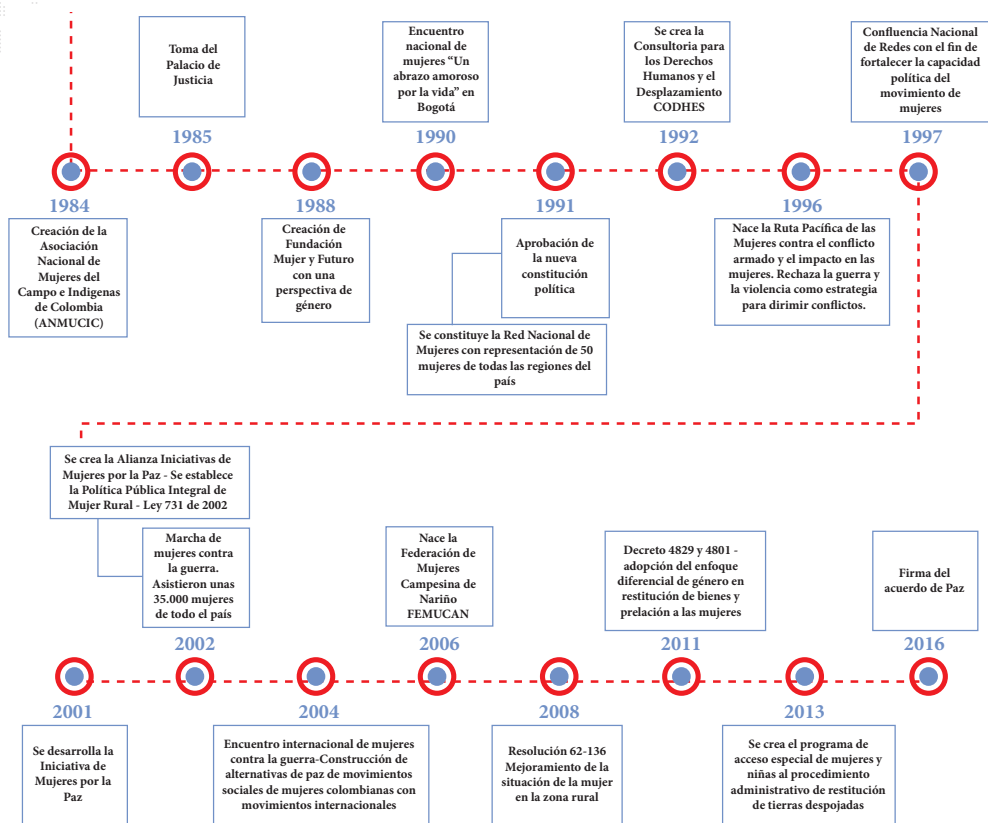 Toma del
Palacio de
Justicia
1985
Encuentro
nacional de
mujeres “Un
abrazo amoroso
por la vida” en
Bogotá
1990
Se crea la
Consultoria para
los Derechos
Humanos y el
Desplazamiento
CODHES
1992
Confluencia Nacional
de Redes con el fin de
fortalecer la capacidad
política del
movimiento de
mujeres
1997
1984
Creación de la
Asociación
Nacional de
Mujeres del
Campo e Indigenas
de Colombia
(ANMUCIC)
1988
Creación de
Fundación
Mujer y Futuro
con una
perspectiva de
género
1991
Aprobación de
la nueva
constitución
política
Se constituye la Red Nacional de
Mujeres con representación de 50
mujeres de todas las regiones del
país
1996
Nace la Ruta Pacífica de las
Mujeres contra el conflicto
armado y el impacto en las
mujeres. Rechaza la guerra y
la violencia como estrategia
para dirimir conflictos.
Se crea la Alianza Iniciativas de
Mujeres por la Paz - Se establece
la Política Pública Integral de
Mujer Rural - Ley 731 de 2002
Marcha de
mujeres contra
la guerra.
Asistieron unas
35.000 mujeres
de todo el país
2002
Nace la
Federación de
Mujeres
Campesina de
Nariño
FEMUCAN
2006
Decreto 4829 y 4801 -
adopción del enfoque
diferencial de género en
restitución de bienes y
prelación a las mujeres
2011
Firma del
acuerdo de Paz
2016
2001
Se desarrolla la
Iniciativa de
Mujeres por la
Paz
2004
Encuentro internacional de mujeres
contra la guerra-Construcción de
alternativas de paz de movimientos
sociales de mujeres colombianas con
movimientos internacionales
2008
Resolución 62-136
Mejoramiento de la
situación de la mujer
en la zona rural
2013
Se crea el programa de
acceso especial de mujeres y
niñas al procedimiento
administrativo de restitución
de tierras despojadas